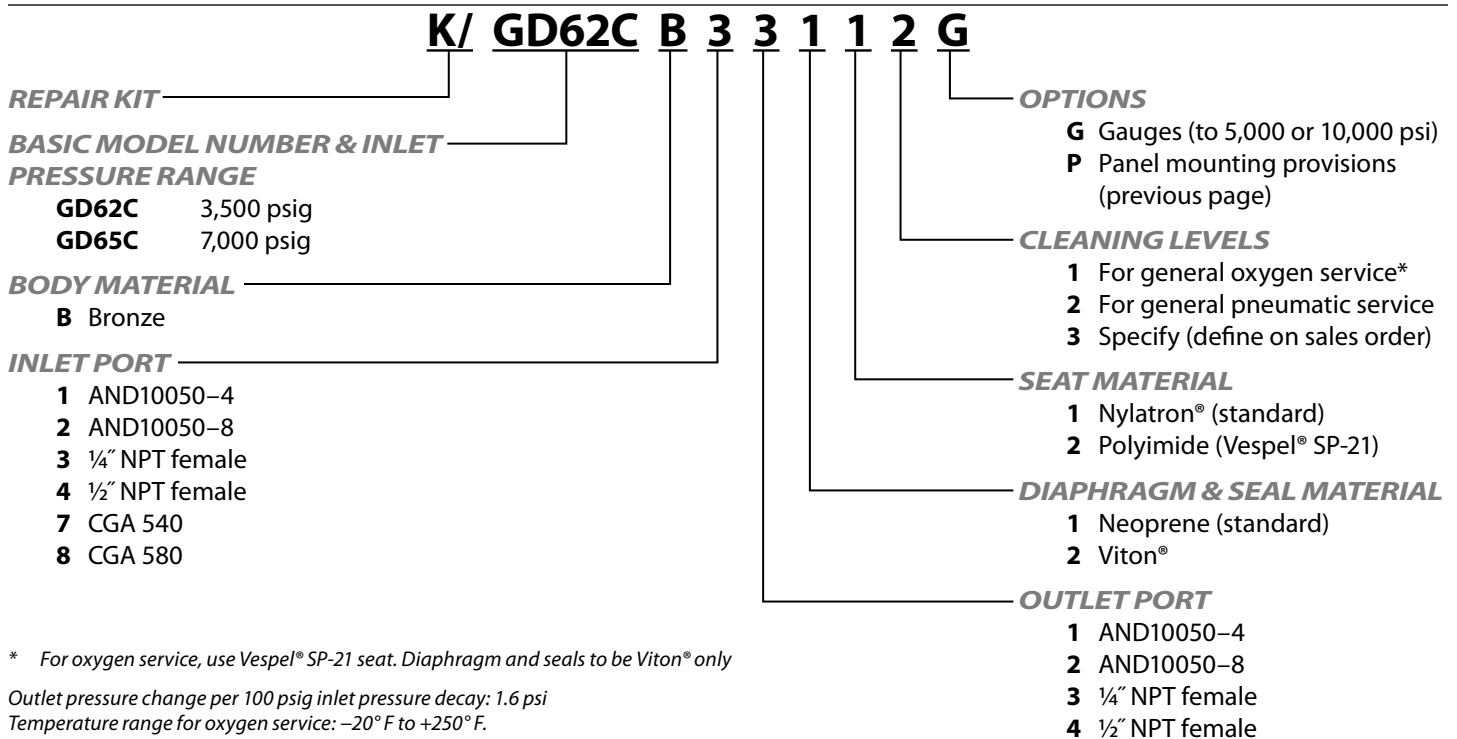 K/ GD62C B 3 3 1 1 2 G
REPAIR KIT
BASIC MODEL NUMBER & INLET
PRESSURE RANGE
GD62C 3,500 psig
GD65C 7,000 psig
BODY MATERIAL
B Bronze
INLET PORT
1 AND10050–4
2 AND10050–8
3 ¼˝ NPT female
4 ½˝ NPT female
7 CGA 540
8 CGA 580
* For oxygen service, use Vespel® SP-21 seat. Diaphragm and seals to be Viton® only
Outlet pressure change per 100 psig inlet pressure decay: 1.6 psi
Temperature range for oxygen service: –20° F to +250° F.
OPTIONS
G Gauges (to 5,000 or 10,000 psi)
P Panel mounting provisions
(previous page)
CLEANING LEVELS
1 For general oxygen service*
2 For general pneumatic service
3 Specify (define on sales order)
SEAT MATERIAL
1 Nylatron® (standard)
2 Polyimide (Vespel® SP-21)
DIAPHRAGM & SEAL MATERIAL
1 Neoprene (standard)
2 Viton®
OUTLET PORT
1 AND10050–4
2 AND10050–8
3 ¼˝ NPT female
4 ½˝ NPT female